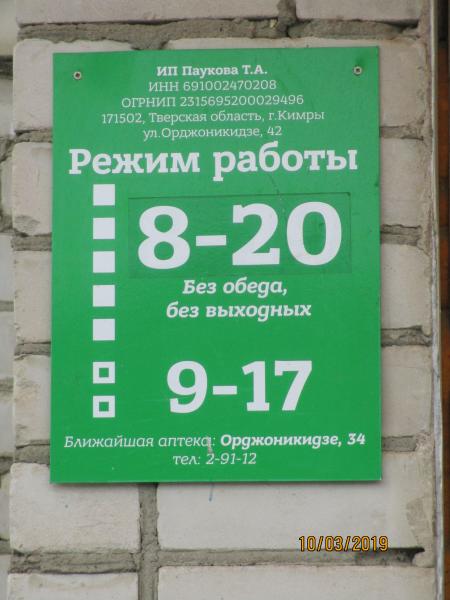 ИП Паукова Т.А.
ИНН 691002470208
ОГРНИП 2315695200029496
171502, Тверская область, г.Кимры
ул.Орджоникидзе, 42
Режим работы
8-20
Без обеда,
без выходных
9-17
Ближайшая аптека: Орджоникидзе, 34
тел: 2-91-12
10/03/2019